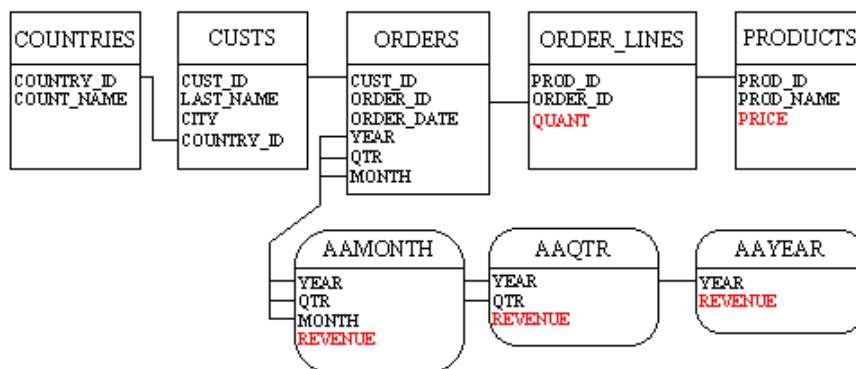 COUNTRIES
COUNTRY_ID
COUNT_NAME
CUSTS
CUST_ID
LAST_NAME
CITY
COUNTRY_ID
ORDERS
CUST_ID
ORDER_ID
ORDER_DATE
YEAR
QTR
MONTH
ORDER_LINES
PROD_ID
ORDER_ID
QUANT
PRODUCTS
PROD_ID
PROD_NAME
PRICE
AAMONTH
YEAR
QTR
MONTH
REVENUE
AAQTR
YEAR
QTR
REVENUE
AAYEAR
YEAR
REVENUE